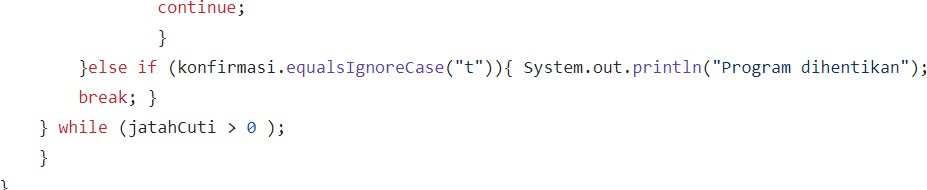 continue;
}
}else if (konfirmasi.equalsIgnoreCase("t")){ System.out.println("Program dihentikan");
break; }
} while (jatahCuti > 0 );
}
}